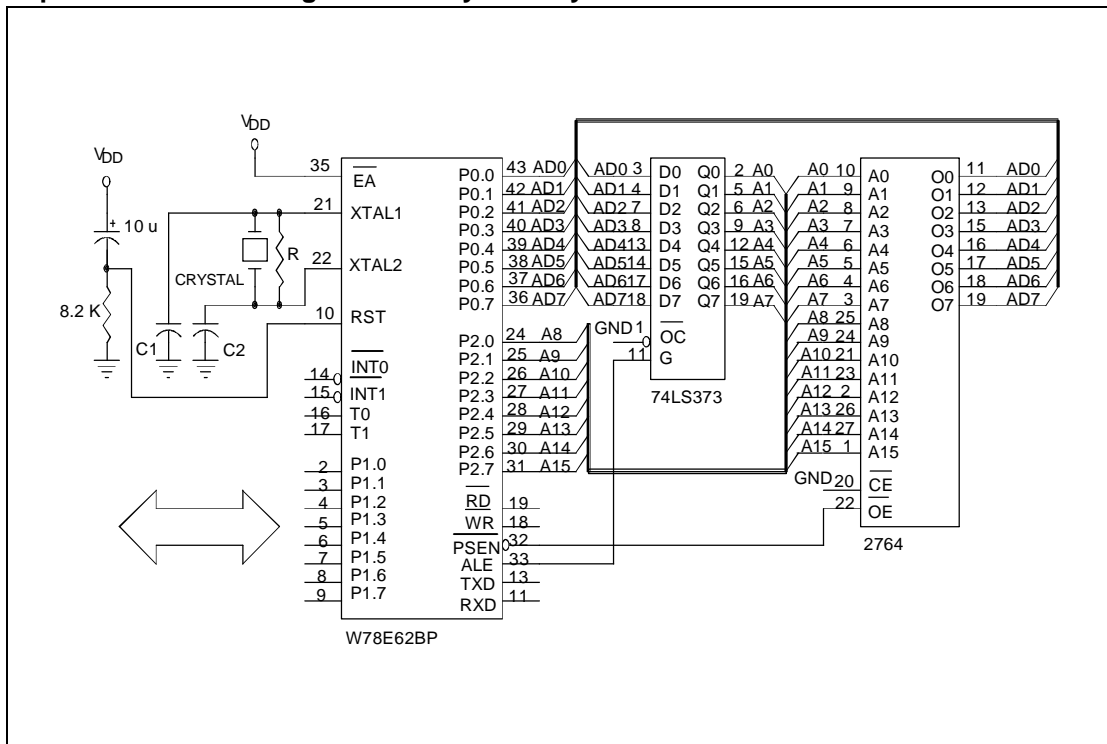 VDD
VDD
10 u
8.2 K
C1
C2
CRYSTAL
R
35 EA
21 XTAL1
22 XTAL2
10 RST
14 INT0
15 INT1
16 T0
17 T1
2 P1.0
3 P1.1
4 P1.2
5 P1.3
6 P1.4
7 P1.5
8 P1.6
9 P1.7
P0.0 43 AD0
P0.1 42 AD1
P0.2 41 AD2
P0.3 40 AD3
P0.4 39 AD4
P0.5 38 AD5
P0.6 37 AD6
P0.7 36 AD7
P2.0 24 A8
P2.1 25 A9
P2.2 26 A10
P2.3 27 A11
P2.4 28 A12
P2.5 29 A13
P2.6 30 A14
P2.7 31 A15
RD 19
WR 18
PSEN 32
ALE 33
TXD 13
RXD 11
W78E62BP
AD0 3 D0 Q0 2 A0
AD1 4 D1 Q1 5 A1
AD2 7 D2 Q2 6 A2
AD3 8 D3 Q3 9 A3
AD4 13 D4 Q4 12 A4
AD5 14 D5 Q5 15 A5
AD6 17 D6 Q6 16 A6
AD7 18 D7 Q7 19 A7
GND 1 OC
11 G
74LS373
A0 10 A0 O0 11 AD0
A1 9 A1 O1 12 AD1
A2 8 A2 O2 13 AD2
A3 7 A3 O3 15 AD3
A4 6 A4 O4 16 AD4
A5 5 A5 O5 17 AD5
A6 4 A6 O6 18 AD6
A7 3 A7 O7 19 AD7
A8 25 A8
A9 24 A9
A10 21 A10
A11 23 A11
A12 2 A12
A13 26 A13
A14 27 A14
A15 1 A15
GND 20 CE
22 OE
2764